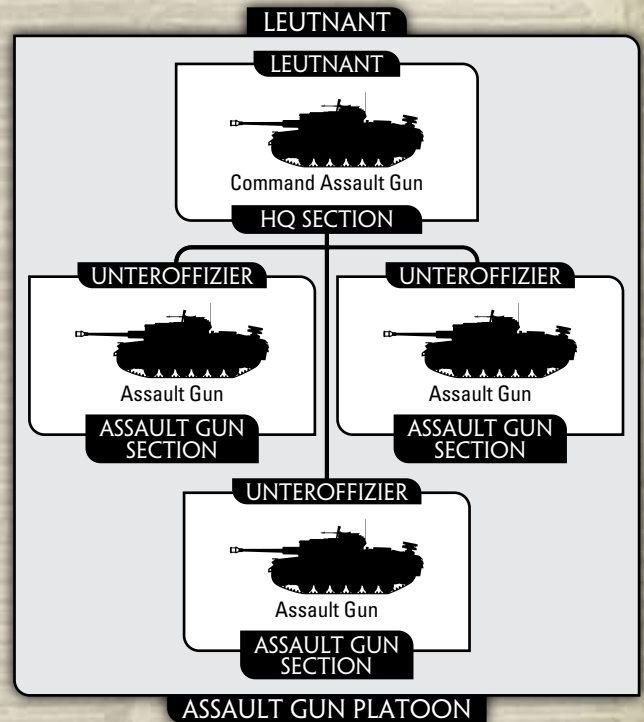 LEUTNANT
LEUTNANT
Command Assault Gun
HQ SECTION
UNTEROFFIZIER
Assault Gun
ASSAULT GUN
SECTION
UNTEROFFIZIER
Assault Gun
ASSAULT GUN
SECTION
UNTEROFFIZIER
Assault Gun
ASSAULT GUN
SECTION
ASSAULT GUN PLATOON